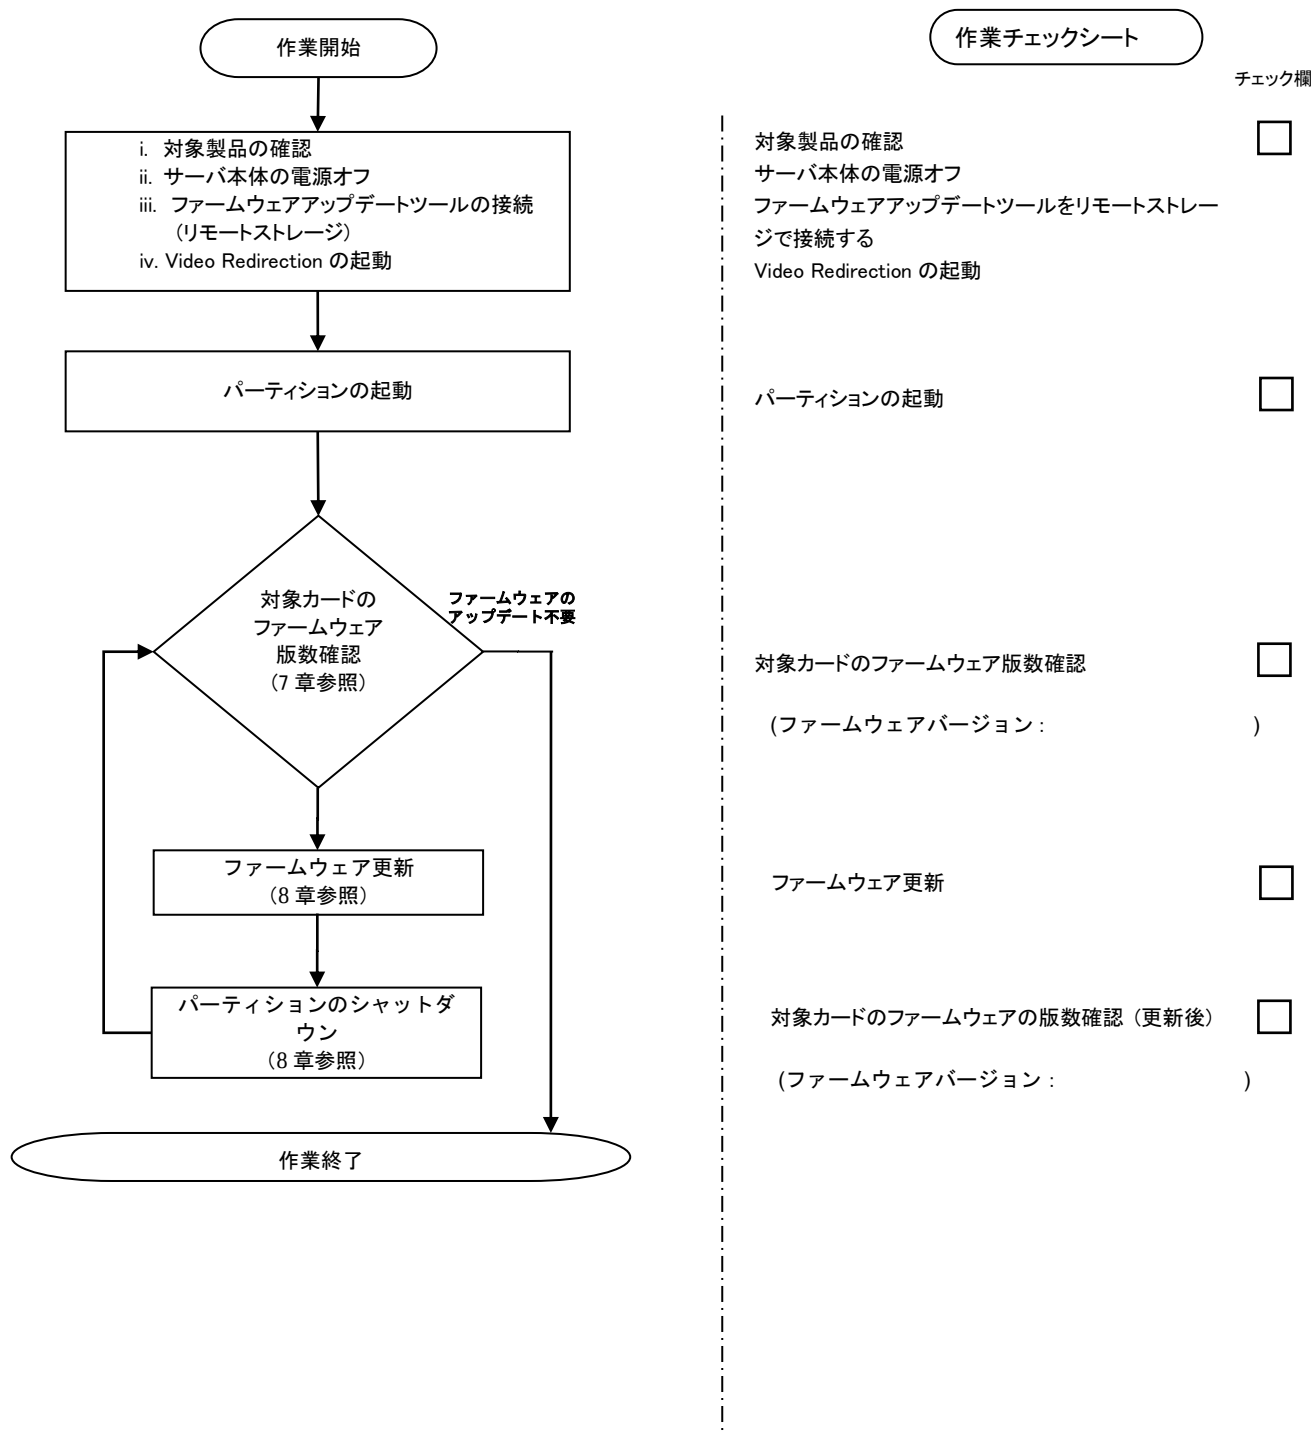 作業開始
i. 対象製品の確認
ii. サーバ本体の電源オフ
iii. ファームウェアアップデートツールの接続
(リモートストレージ)
iv. Video Redirection の起動
パーティションの起動
対象カードの
ファームウェア
版数確認
(7 章参照)
ファームウェアの
アップデート不要
ファームウェア更新
(8 章参照)
パーティションのシャットダ
ウン
(8 章参照)
作業終了
作業チェックシート
チェック欄
対象製品の確認
サーバ本体の電源オフ
ファームウェアアップデートツールをリモートストレー
ジで接続する
Video Redirection の起動
パーティションの起動
対象カードのファームウェア版数確認
(ファームウェアバージョン : )
ファームウェア更新
対象カードのファームウェアの版数確認 (更新後)
(ファームウェアバージョン : )